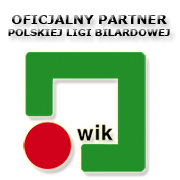 OFICJALNY PARTNER
POLSKIEJ LIGI BILARDOWEJ
wik